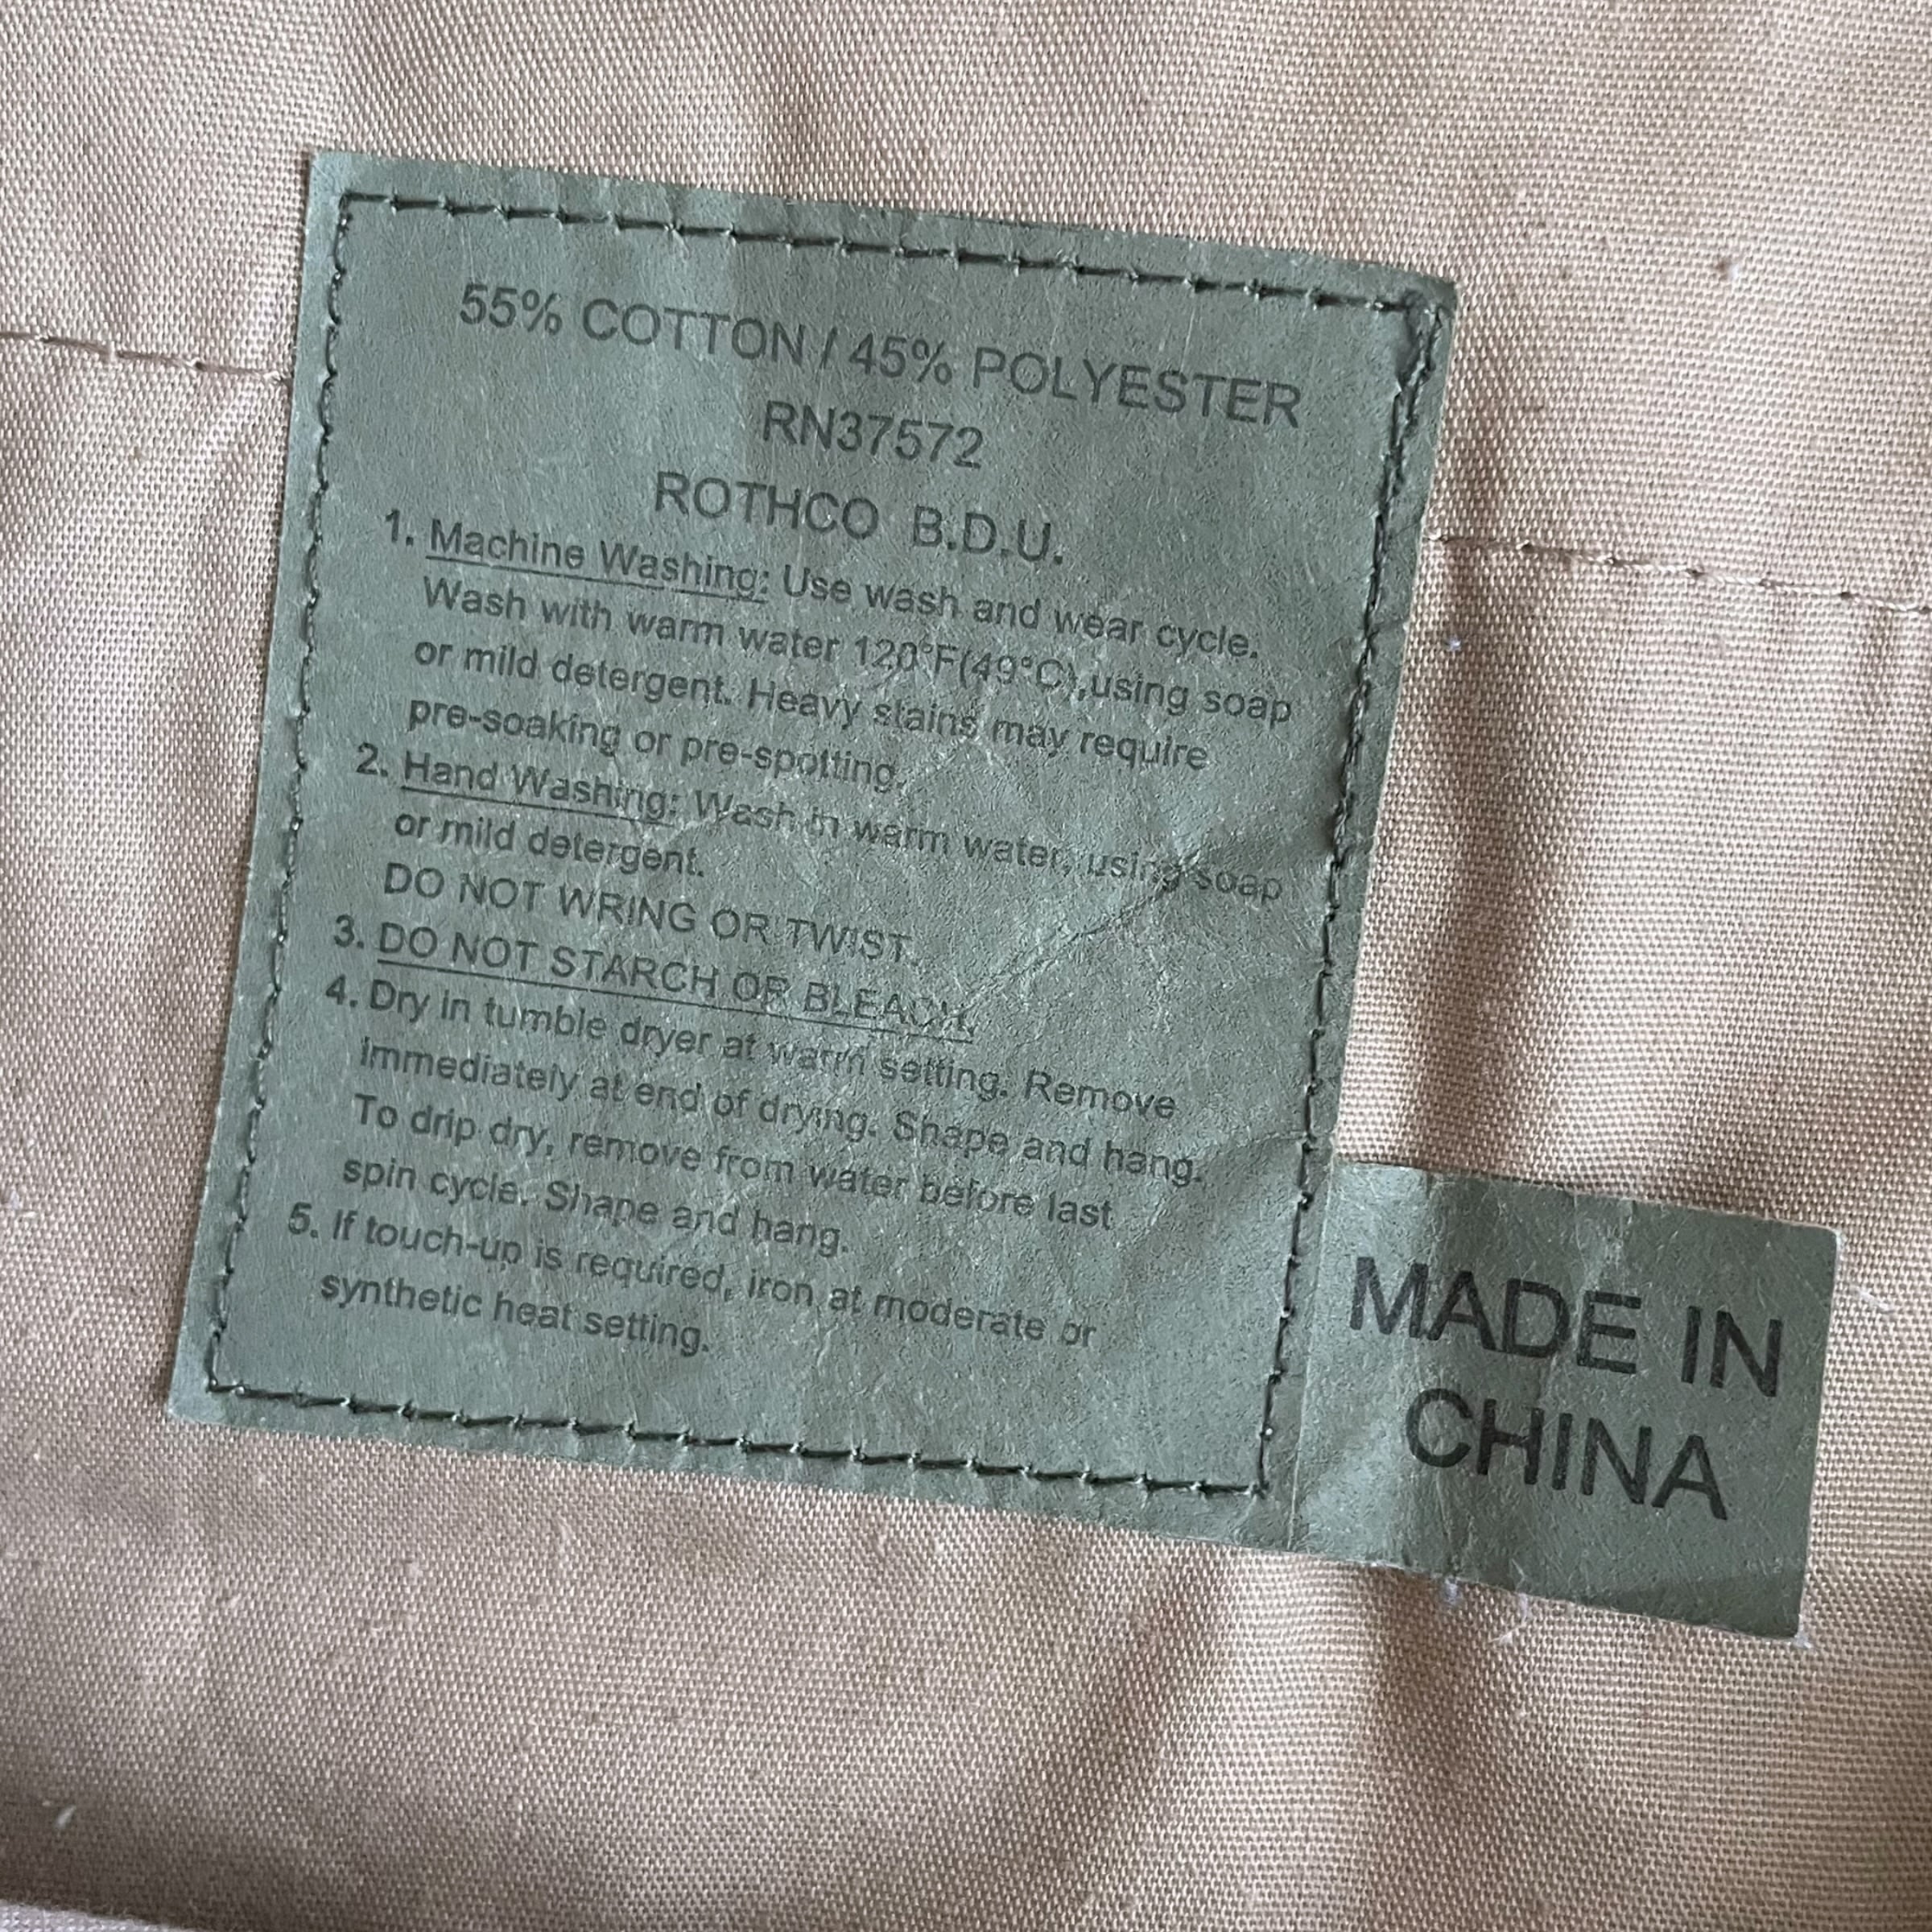 55% COTTON / 45% POLYESTER
RN37572
ROTHCO B.D.U.
1. Machine Washing: Use wash and wear cycle.
Wash with warm water 120°F(49°C),using soap
or mild detergent. Heavy stains may require
pre-soaking or pre-spotting.
2. Hand Washing: Wash in warm water, using soap
or mild detergent.
DO NOT WRING OR TWIST.
3. DO NOT STARCH OR BLEACH.
4. Dry in tumble dryer at warm setting. Remove
immediately at end of drying. Shape and hang.
To drip dry, remove from water before last
spin cycle. Shape and hang.
5. If touch-up is required, iron at moderate or
synthetic heat setting.
MADE IN
CHINA